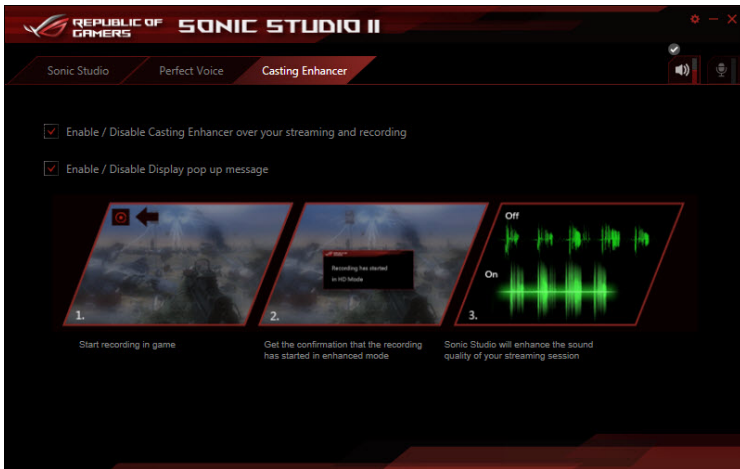 REPUBLIC OF
GAMERS
SONIC STUDIO II
Sonic Studio
Perfect Voice
Casting Enhancer
Enable / Disable Casting Enhancer over your streaming and recording
Enable / Disable Display pop up message
1.
Recording has started
in HD Mode
2.
Off
On
3.
Start recording in game
Get the confirmation that the recording
has started in enhanced mode
Sonic Studio will enhance the sound
quality of your streaming session